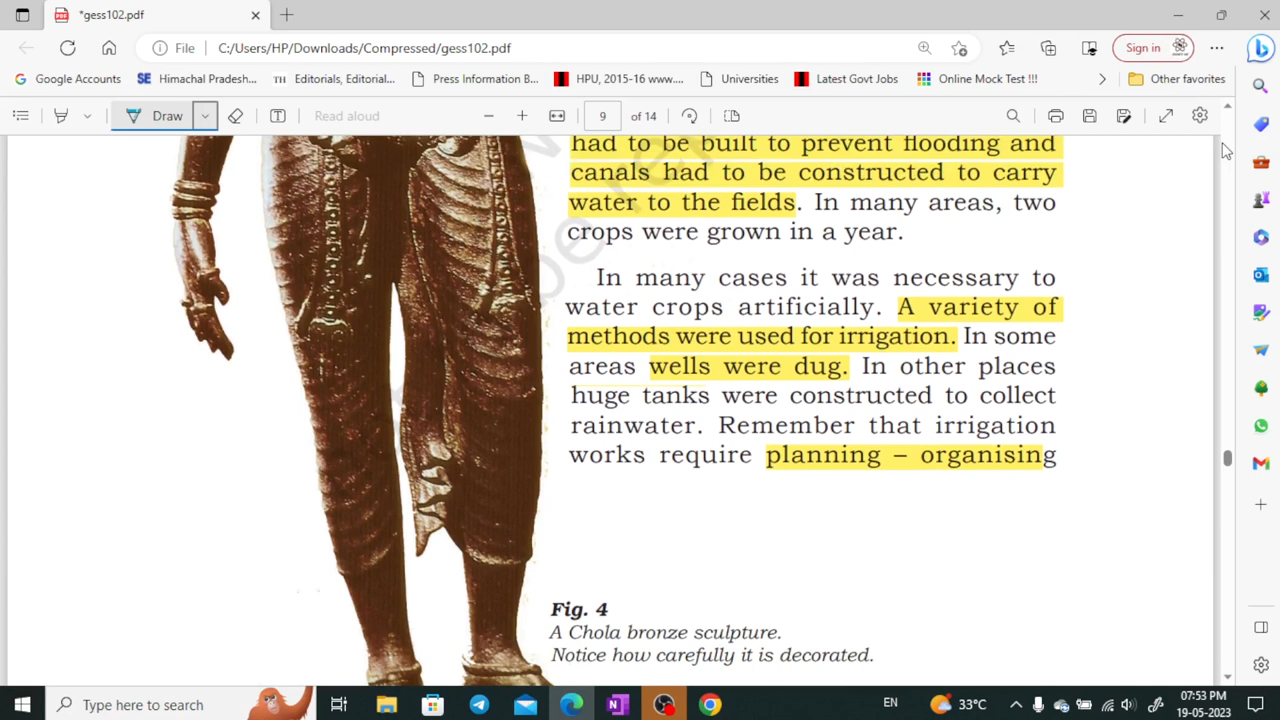 *gess102.pdf
File C:/Users/HP/Downloads/Compressed/gess102.pdf
Sign in
Google Accounts Himachal Pradesh... Editorials, Editorial... Press Information B... HPU, 2015-16 www.... Universities Latest Govt Jobs Online Mock Test !!! Other favorites
Draw Read aloud 9 of 14
had to be built to prevent flooding and
canals had to be constructed to carry
water to the fields. In many areas, two
crops were grown in a year.
In many cases it was necessary to
water crops artificially. A variety of
methods were used for irrigation. In some
areas wells were dug. In other places
huge tanks were constructed to collect
rainwater. Remember that irrigation
works require planning – organising
Fig. 4
A Chola bronze sculpture.
Notice how carefully it is decorated.
Type here to search
EN
33°C
07:53 PM
19-05-2023